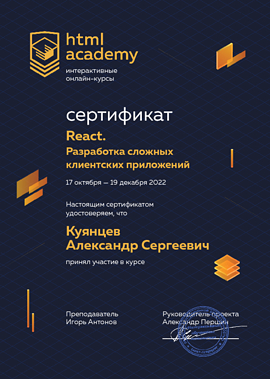 html
academy
интерактивные
онлайн-курсы
сертификат
React.
Разработка сложных
клиентских приложений
17 октября — 19 декабря 2022
Настоящим сертификатом
удостоверяем, что
Куянцев
Александр Сергеевич
принял участие в курсе
Преподаватель
Игорь Антонов
Руководитель проекта
Александр Першин